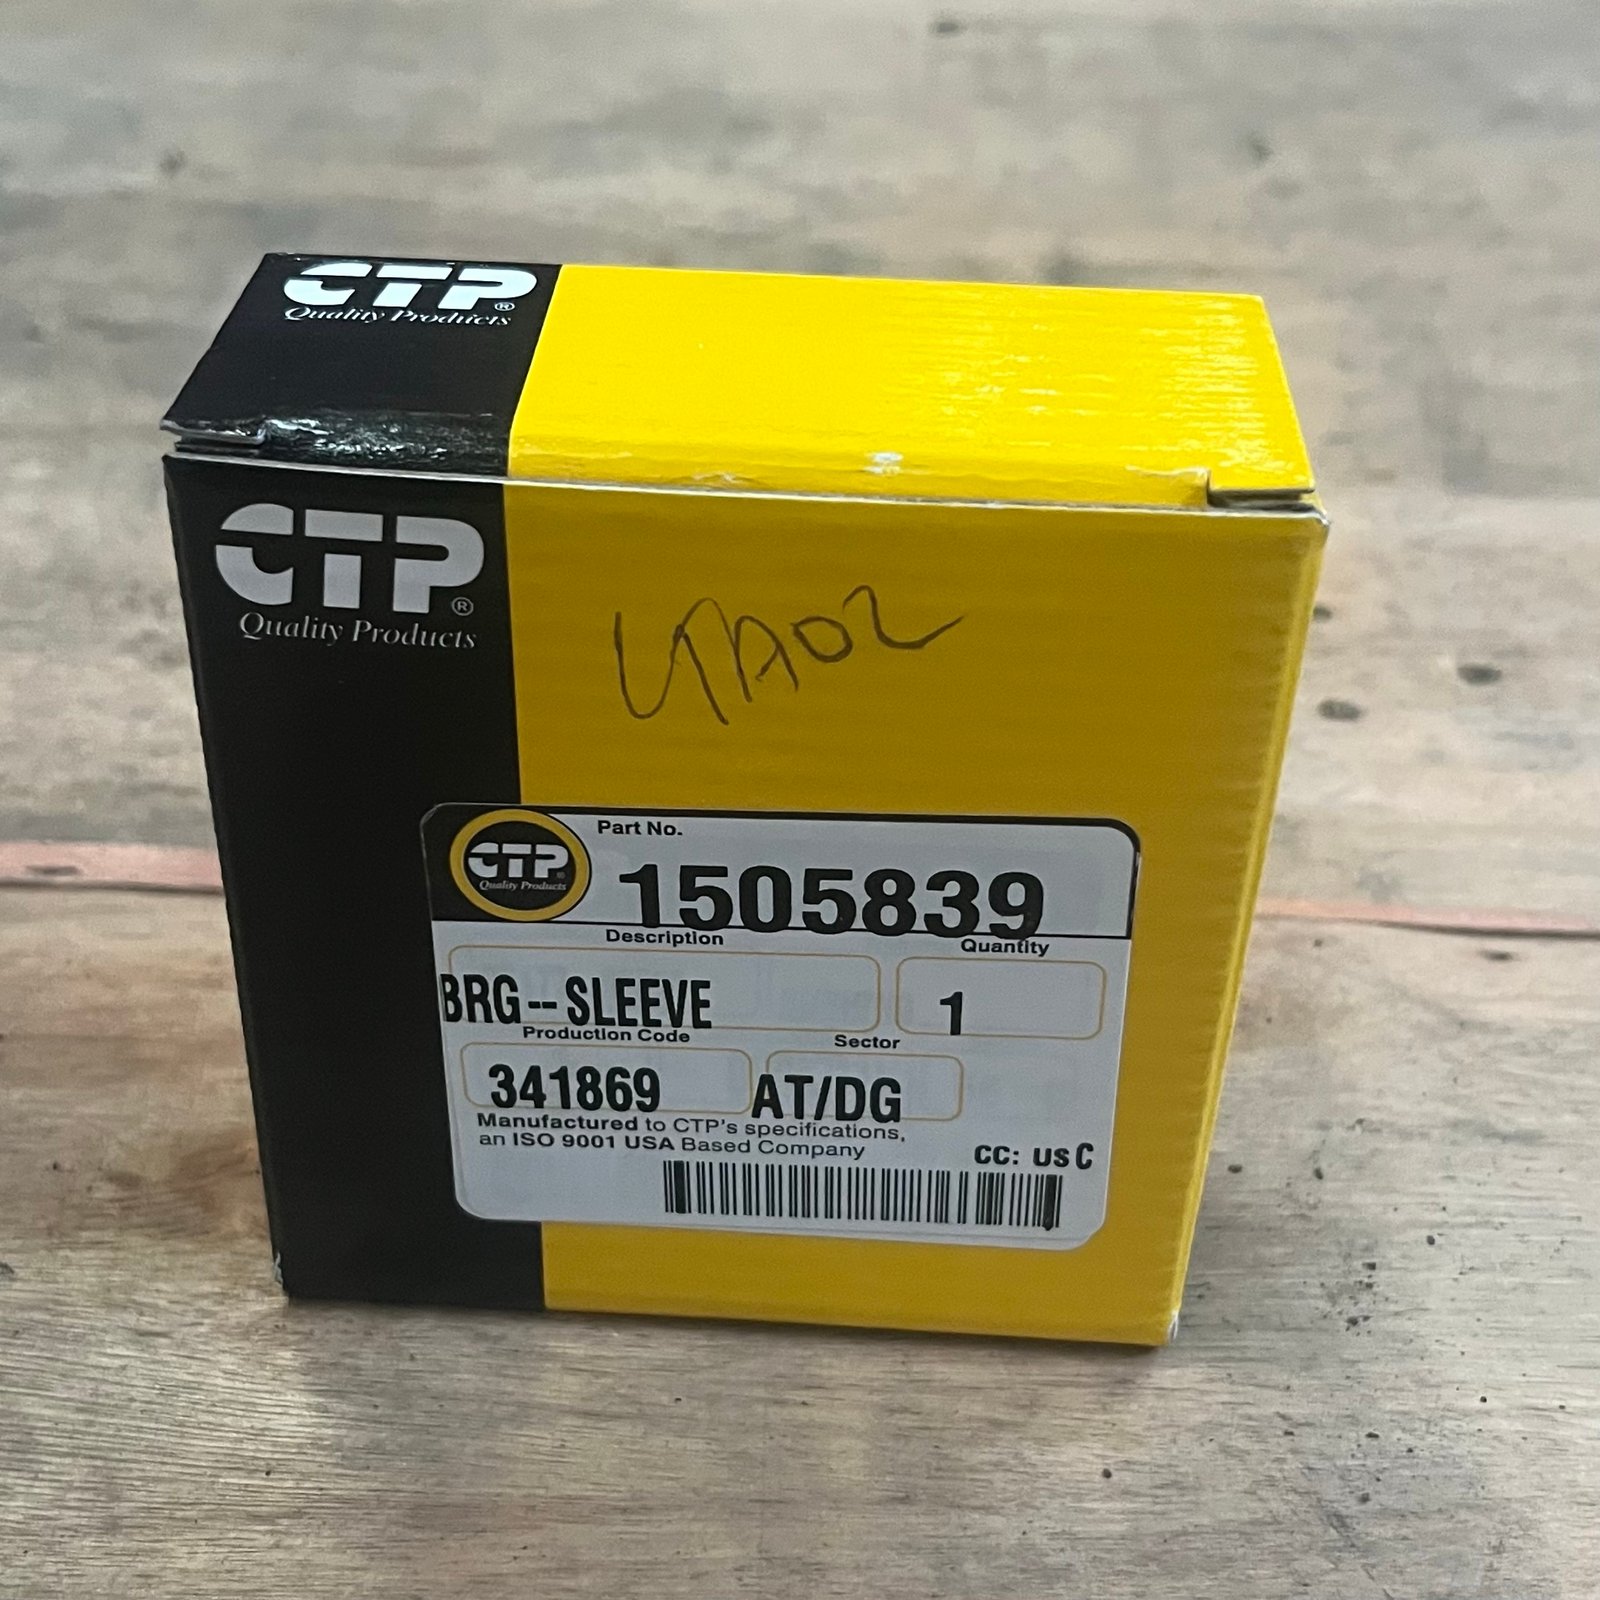 CTP®
Quality Products
CTP®
Quality Products
CTP®
Quality Products
Part No.
1505839
Description
Quantity
BRG--SLEEVE
1
Production Code
Sector
341869
AT/DG
Manufactured to CTP's specifications,
an ISO 9001 USA Based Company
CC: US C